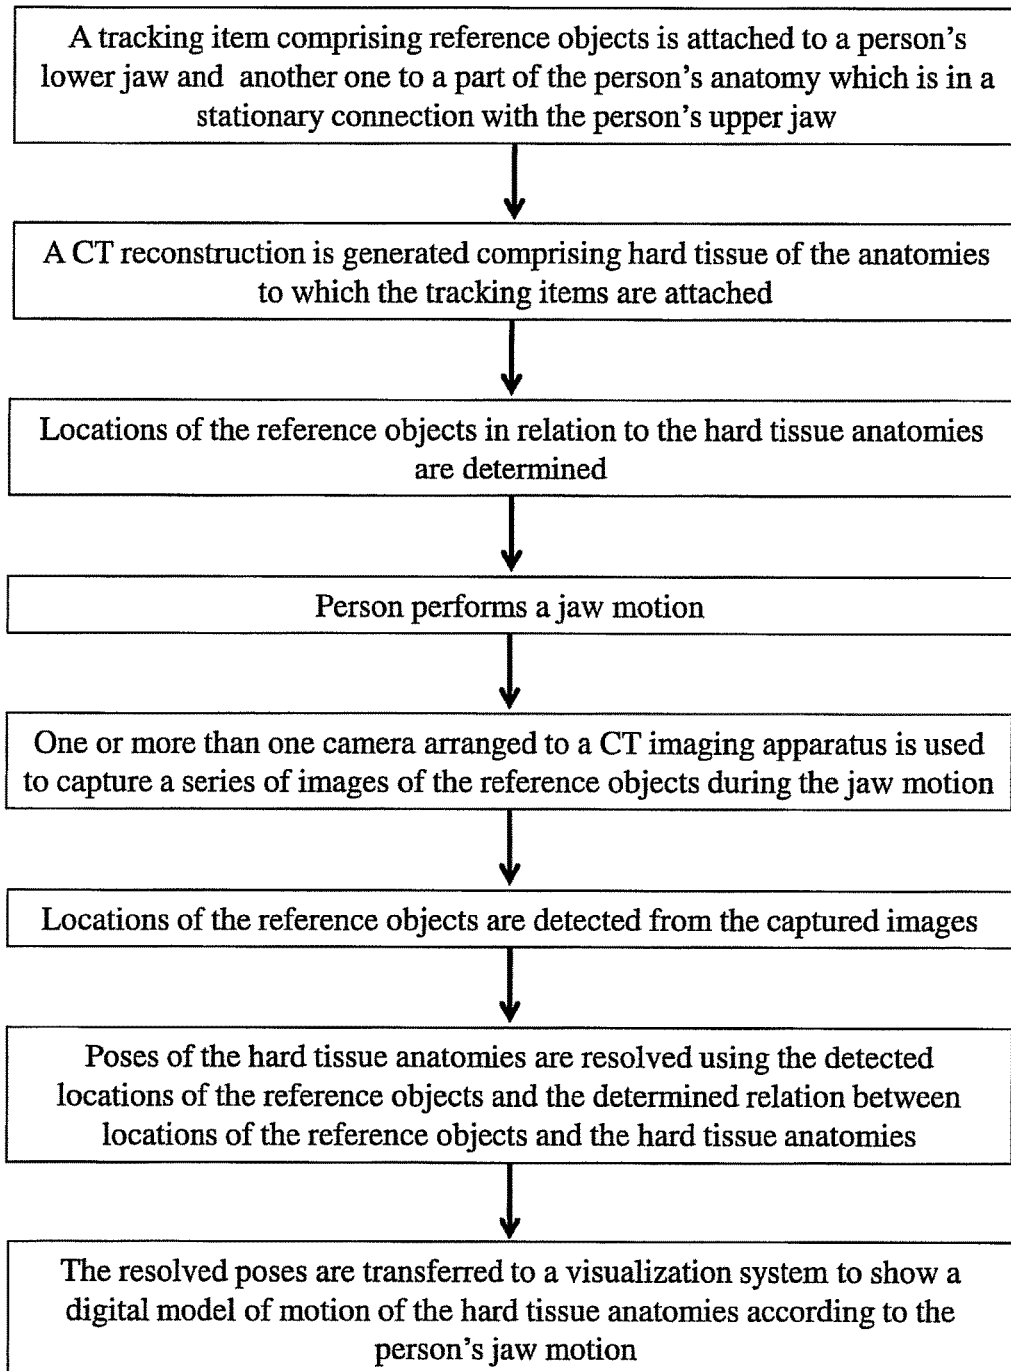 A tracking item comprising reference objects is attached to a person's
lower jaw and another one to a part of the person's anatomy which is in a
stationary connection with the person's upper jaw
A CT reconstruction is generated comprising hard tissue of the anatomies
to which the tracking items are attached
Locations of the reference objects in relation to the hard tissue anatomies
are determined
Person performs a jaw motion
One or more than one camera arranged to a CT imaging apparatus is used
to capture a series of images of the reference objects during the jaw motion
Locations of the reference objects are detected from the captured images
Poses of the hard tissue anatomies are resolved using the detected
locations of the reference objects and the determined relation between
locations of the reference objects and the hard tissue anatomies
The resolved poses are transferred to a visualization system to show a
digital model of motion of the hard tissue anatomies according to the
person's jaw motion